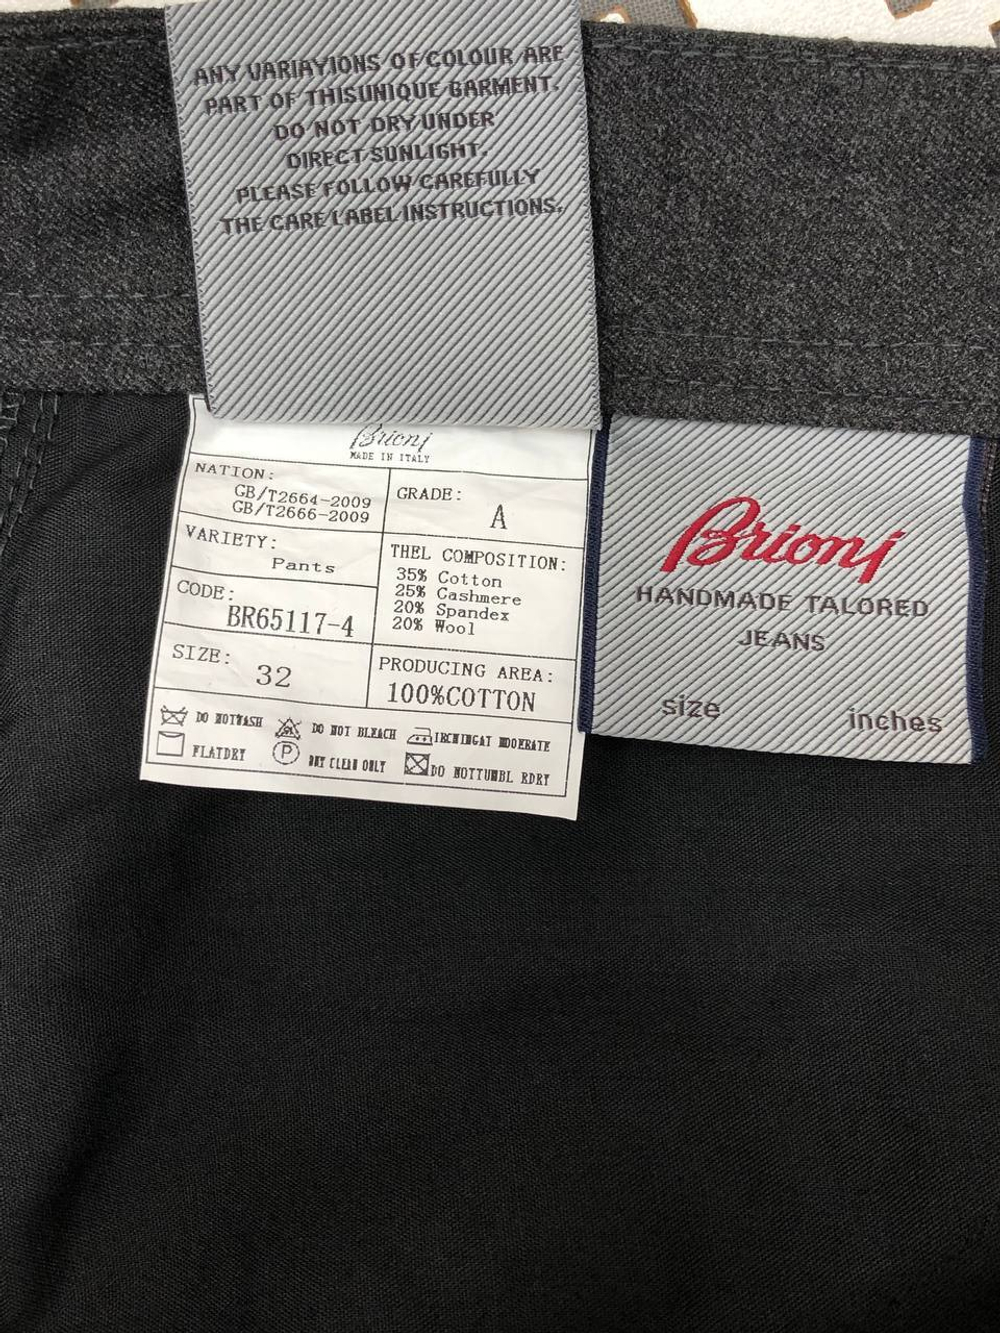 ANY VARIAYIONS OF COLOUR ARE
PART OF THISUNIQUE GARMENT.
DO NOT DRY UNDER
DIRECT SUNLIGHT.
PLEASE FOLLOW CAREFULLY
THE CARE LABEL INSTRUCTIONS.
Brioni
MADE IN ITALY
NATION:
GB/T2664-2009
GB/T2666-2009
GRADE:
A
VARIETY:
Pants
THEL COMPOSITION:
35% Cotton
25% Cashmere
20% Spandex
20% Wool
CODE:
BR65117-4
SIZE:
32
PRODUCING AREA:
100%COTTON
DO NOTWASH
DO NOT BLEACH
IRCNINGAT MDOERATE
FLATDRY
P
DRY CLEAN ONLY
DO NOTTUMBL RDRY
Brioni
HANDMADE TALORED
JEANS
size inches